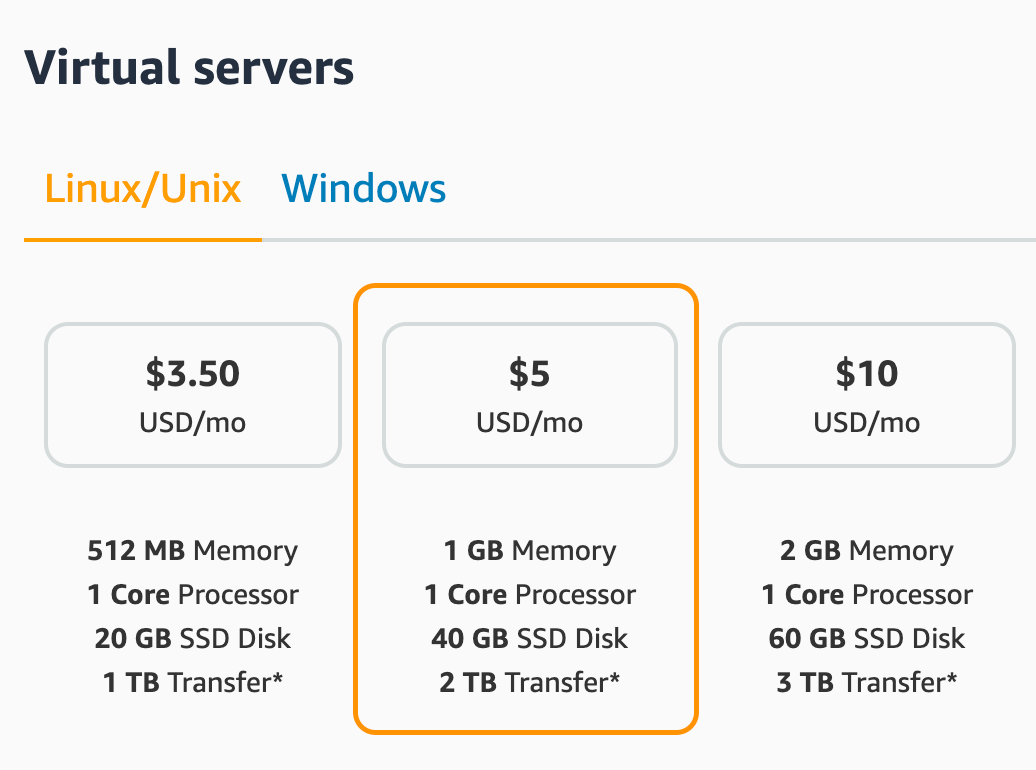 Virtual servers
Linux/Unix Windows
$3.50
USD/mo
512 MB Memory
1 Core Processor
20 GB SSD Disk
1 TB Transfer*
$5
USD/mo
1 GB Memory
1 Core Processor
40 GB SSD Disk
2 TB Transfer*
$10
USD/mo
2 GB Memory
1 Core Processor
60 GB SSD Disk
3 TB Transfer*